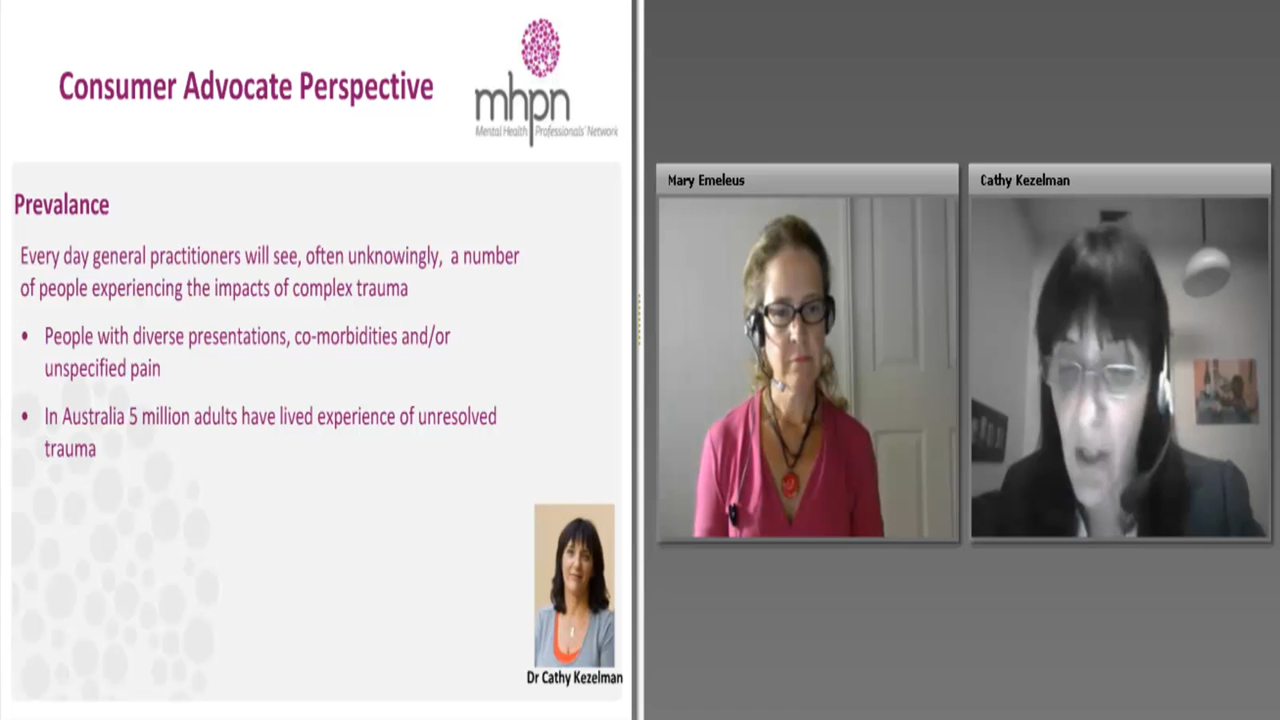 Consumer Advocate Perspective
mhpn
Mental Health Professionals' Network
Prevalance
Every day general practitioners will see, often unknowingly, a number
of people experiencing the impacts of complex trauma
• People with diverse presentations, co-morbidities and/or
unspecified pain
• In Australia 5 million adults have lived experience of unresolved
trauma
Dr Cathy Kezelman
Mary Emeleus
Cathy Kezelman